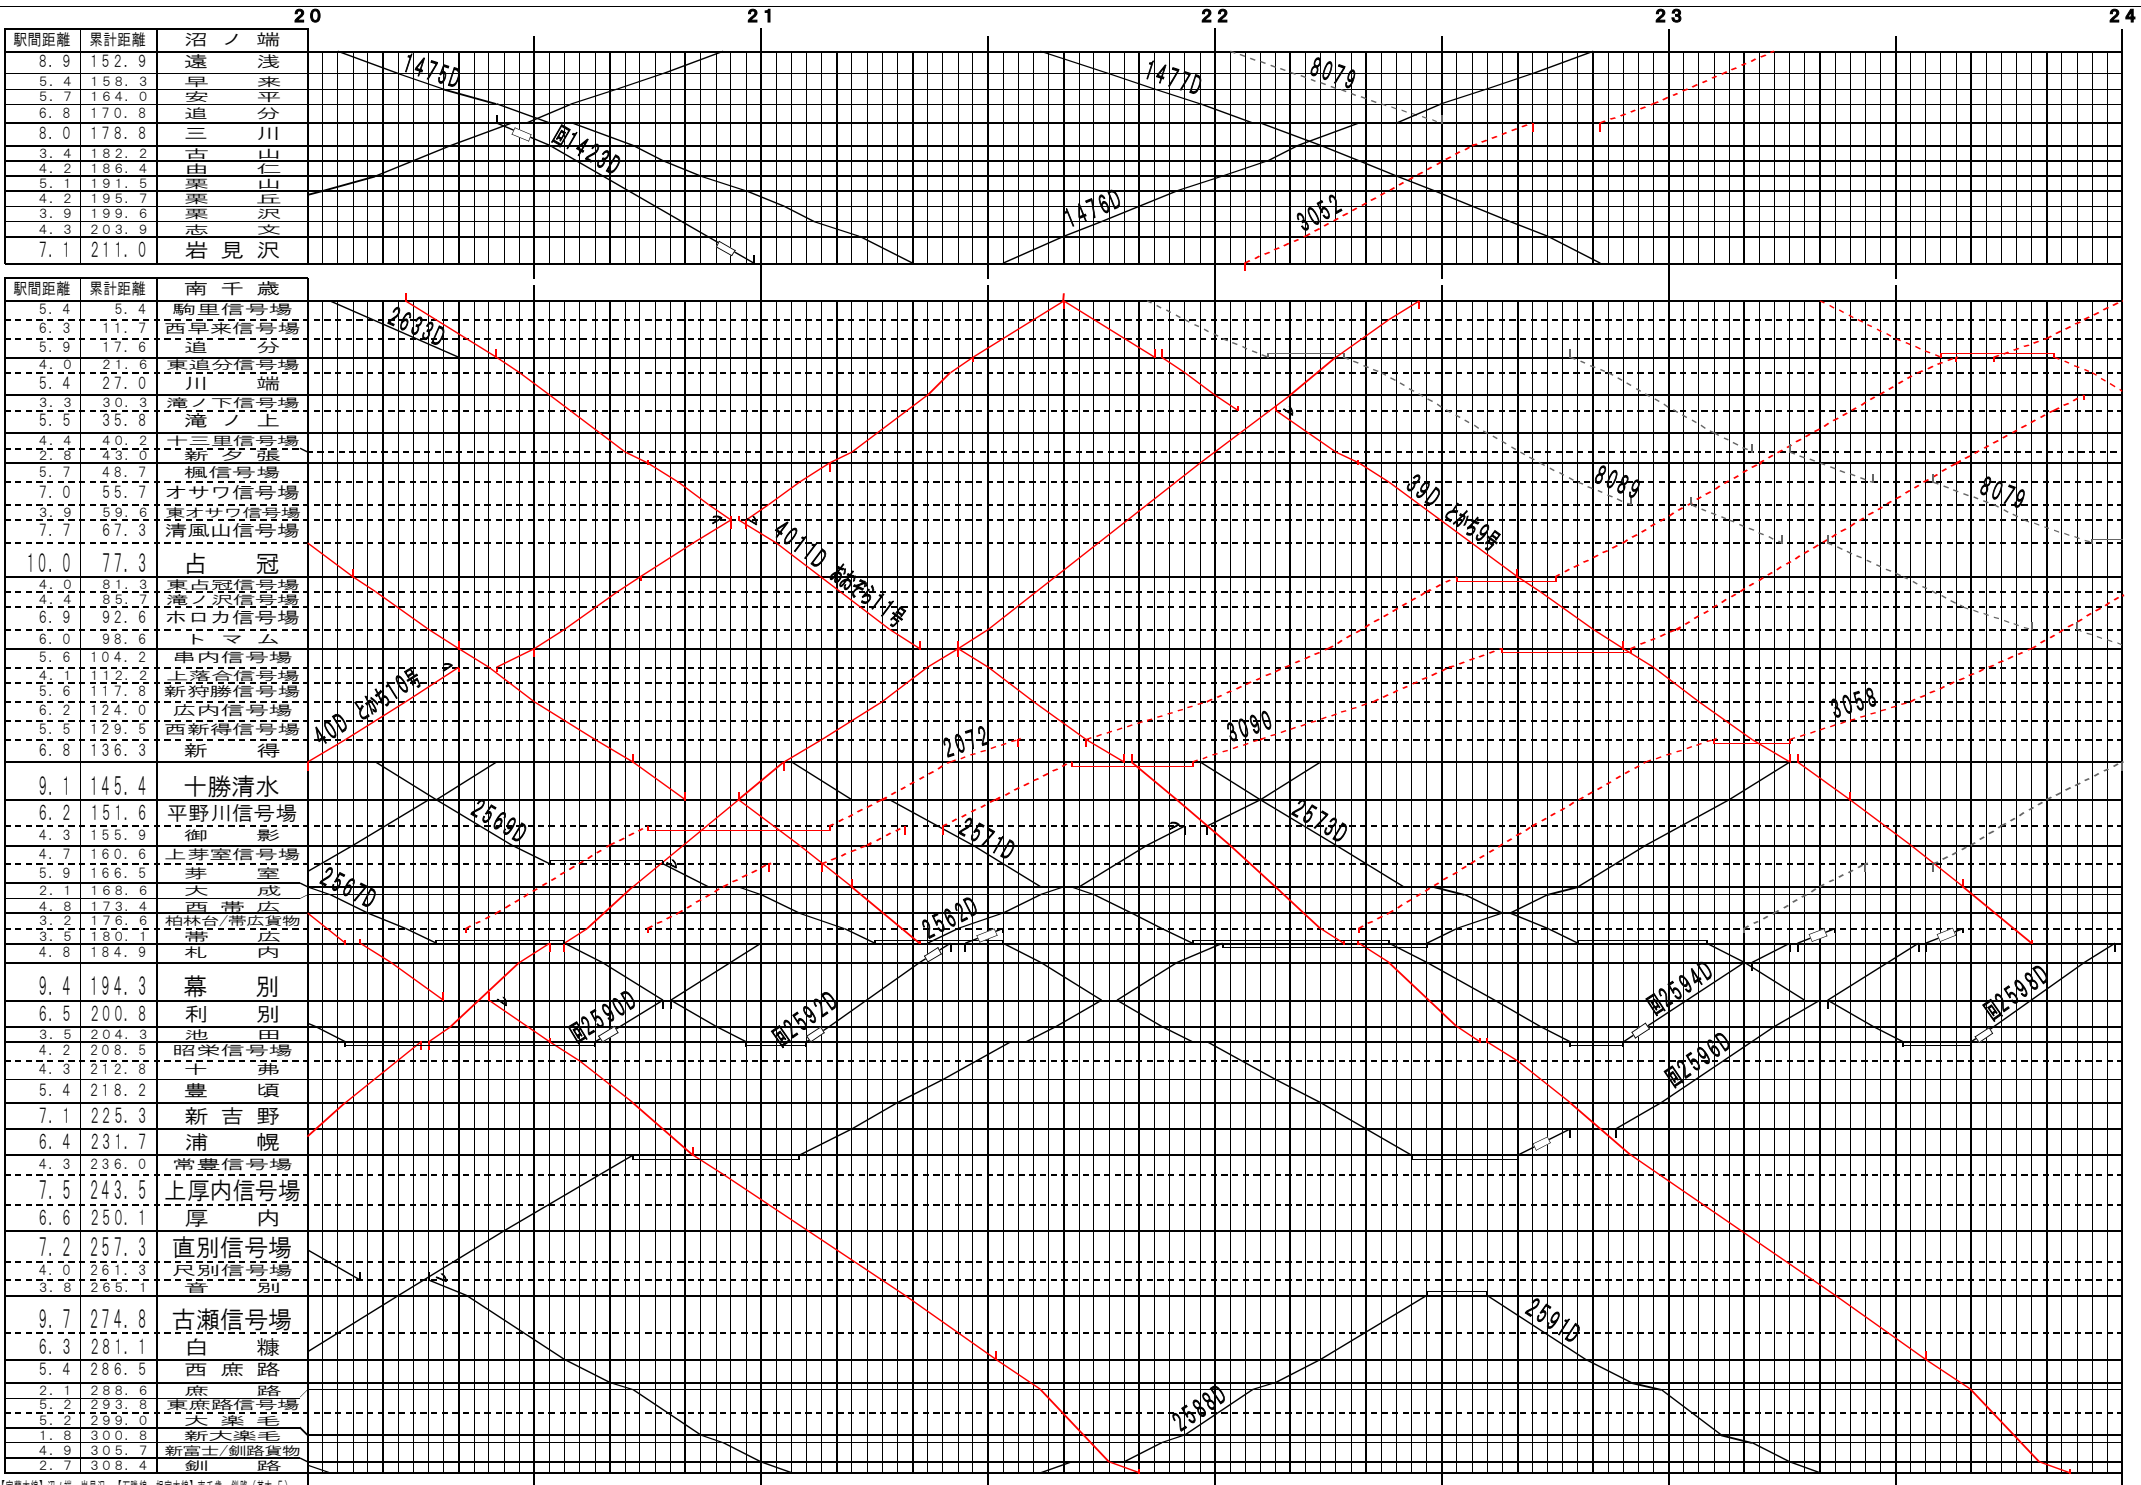 20 21 22 23 24
駅間距離 累計距離 沼ノ端
8.9 152.9 遠浅
5.4 158.3 早来
5.7 164.0 安平
6.8 170.8 追分
8.0 178.8 三川
3.4 182.2 古山
4.2 186.4 由仁
5.1 191.5 栗山
4.2 195.7 栗丘
3.9 199.6 栗沢
4.3 203.9 志文
7.1 211.0 岩見沢
1475D
回1423D
1477D
8079
1476D
3052
駅間距離 累計距離 南千歳
5.4 5.4 駒里信号場
6.3 11.7 西早来信号場
5.9 17.6 追分
4.0 21.6 東追分信号場
5.4 27.0 川端
3.3 30.3 滝ノ下信号場
5.5 35.8 滝ノ上
4.4 40.2 十三里信号場
2.8 43.0 新夕張
5.7 48.7 楓信号場
7.0 55.7 オサワ信号場
3.9 59.6 東オサワ信号場
7.7 67.3 清風山信号場
10.0 77.3 占冠
4.0 81.3 東占冠信号場
4.4 85.7 滝ノ沢信号場
6.9 92.6 ホロカ信号場
6.0 98.6 トマム
5.6 104.2 串内信号場
4.1 112.2 上落合信号場
5.6 117.8 新狩勝信号場
6.2 124.0 広内信号場
5.5 129.5 西新得信号場
6.8 136.3 新得
9.1 145.4 十勝清水
6.2 151.6 平野川信号場
4.3 155.9 御影
4.7 160.6 上芽室信号場
5.9 166.5 芽室
2.1 168.6 大成
4.8 173.4 西帯広
3.2 176.6 柏林台/帯広貨物
3.5 180.1 帯広
4.8 184.9 札内
9.4 194.3 幕別
6.5 200.8 利別
3.5 204.3 池田
4.2 208.5 昭栄信号場
4.3 212.8 十弗
5.4 218.2 豊頃
7.1 225.3 新吉野
6.4 231.7 浦幌
4.3 236.0 常豊信号場
7.5 243.5 上厚内信号場
6.6 250.1 厚内
7.2 257.3 直別信号場
4.0 261.3 尺別信号場
3.8 265.1 音別
9.7 274.8 古瀬信号場
6.3 281.1 白糠
5.4 286.5 西庶路
2.1 288.6 庶路
5.2 293.8 東庶路信号場
5.2 299.0 大楽毛
1.8 300.8 新大楽毛
4.9 305.7 新富士/釧路貨物
2.7 308.4 釧路
2633D
4011D おおぞら11号
39D とかち9号
8089
8079
40D とかち10号
2072
3090
3058
2569D
2571D
2573D
2567D
2562D
回2590D
回2592D
回2594D
回2596D
回2598D
2591D
2588D